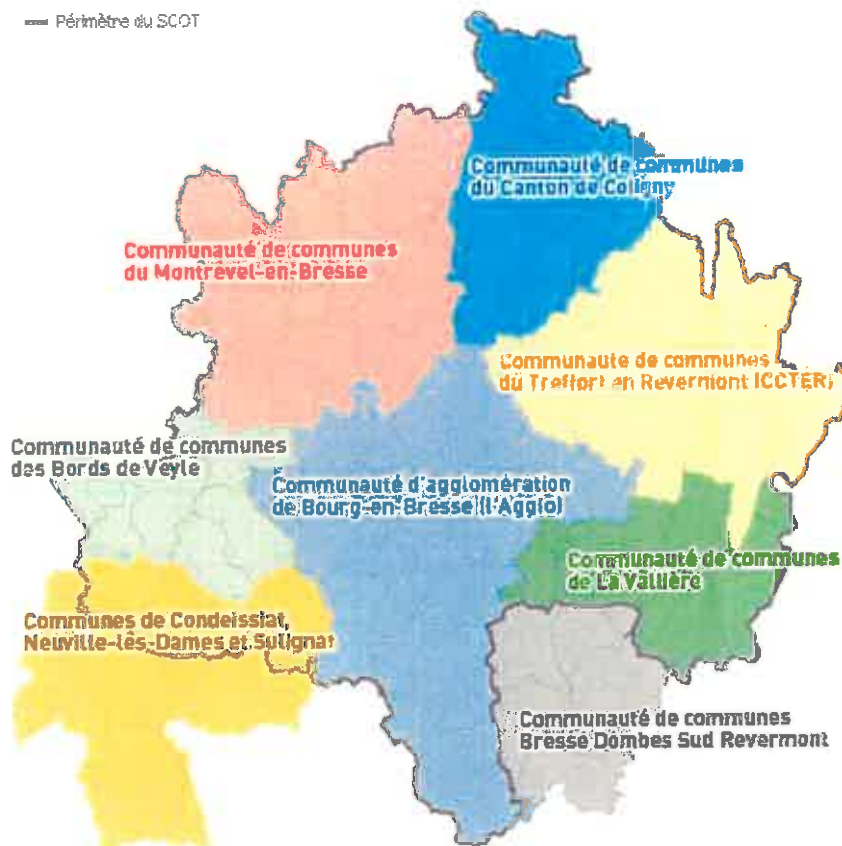 Périmètre du SCOT
Communauté de communes
du Canton de Coligny
Communauté de communes
du Montrevel-en-Bresse
Communauté de communes
du Treffort en Revermont (CCTER)
Communauté de communes
des Bords de Veyle
Communauté d'agglomération
de Bourg-en-Bresse (l'Agglo)
Communauté de communes
de La Vallière
Communes de Condeissiat,
Neuville-lès-Dames et Sulignat
Communauté de communes
Bresse Dombes Sud Revermont